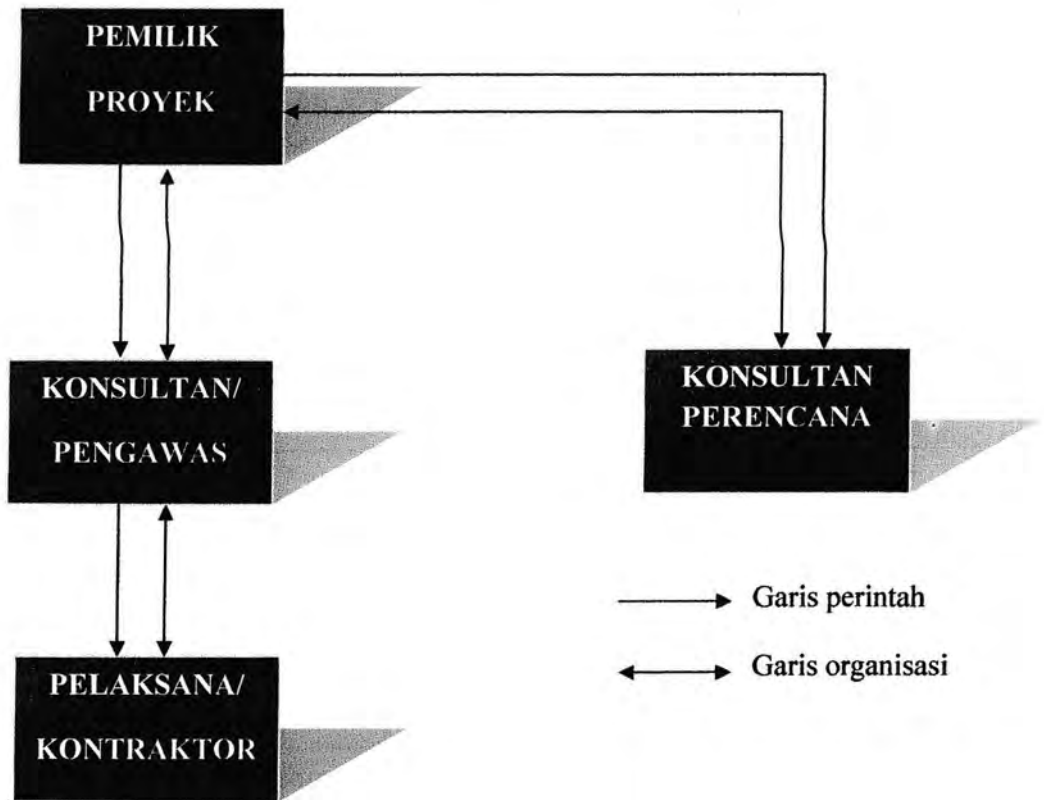 PEMILIK
PROYEK
KONSULTAN/
PENGAWAS
KONSULTAN
PERENCANA
PELAKSANA/
KONTRAKTOR
Garis perintah
Garis organisasi